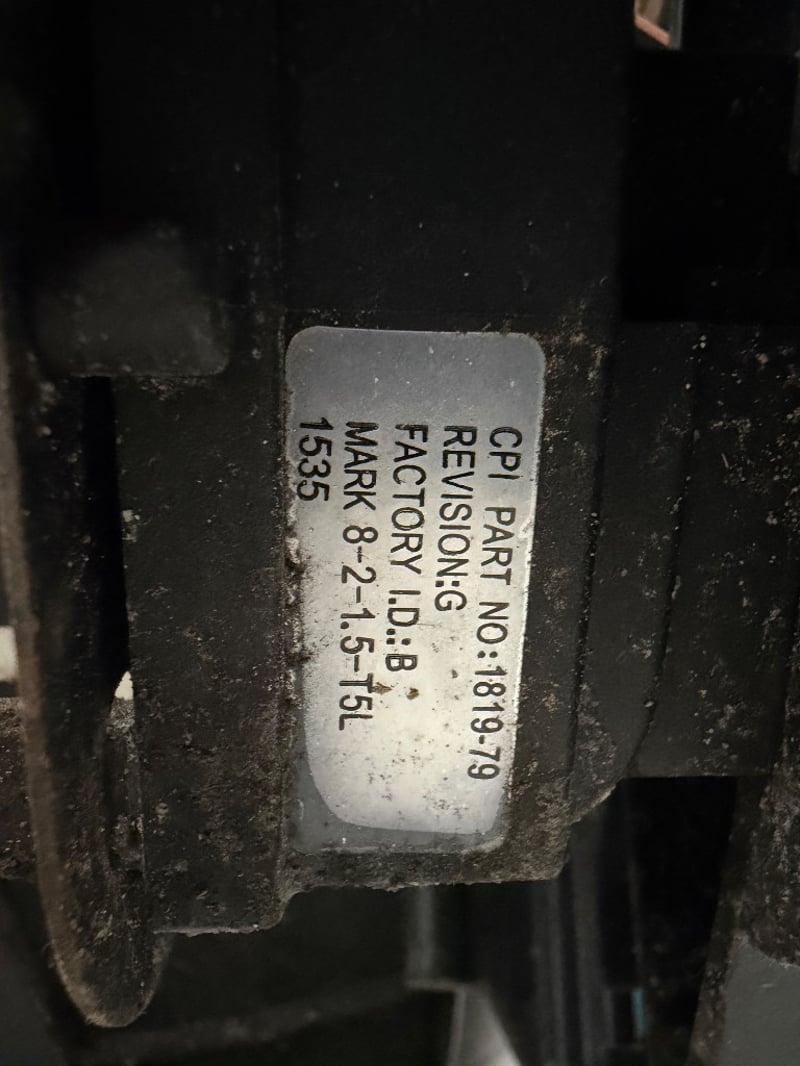 CPI PART NO:1819-79
REVISION:G
FACTORY I.D.:B
MARK 8-2-1.5-T5L
1535